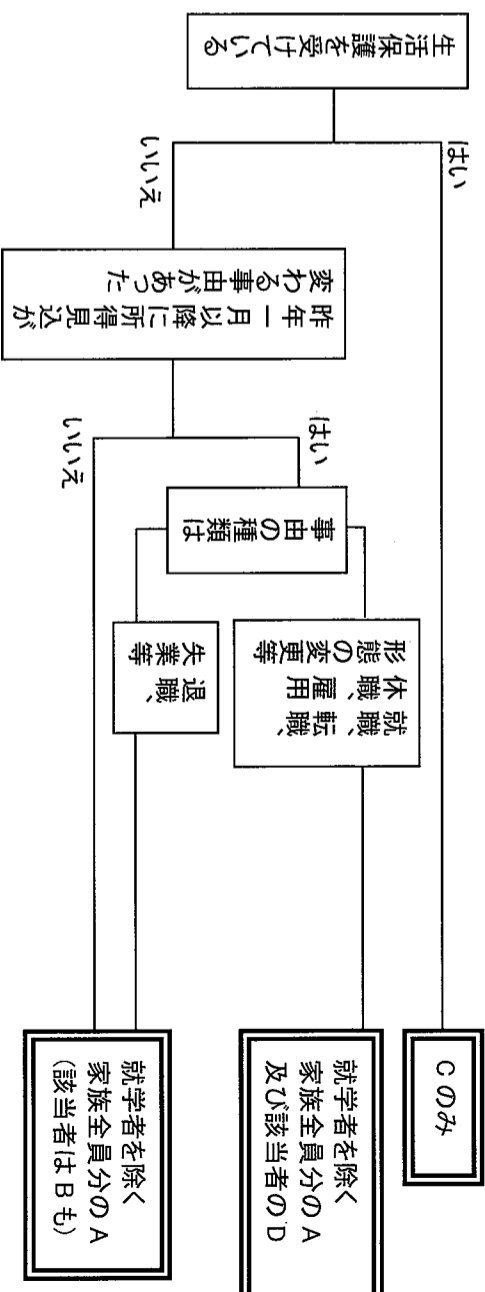 生活保護を受けている
はい
いいえ
昨年一月以降に所得見込が
変わる事由があった
はい
いいえ
事由の種類は
就職、転職、
休職、雇用
形態の変更等
退職、
失業等
Cのみ
就学者を除く
家族全員分のA
及び該当者のD
就学者を除く
家族全員分のA
(該当者はBも)